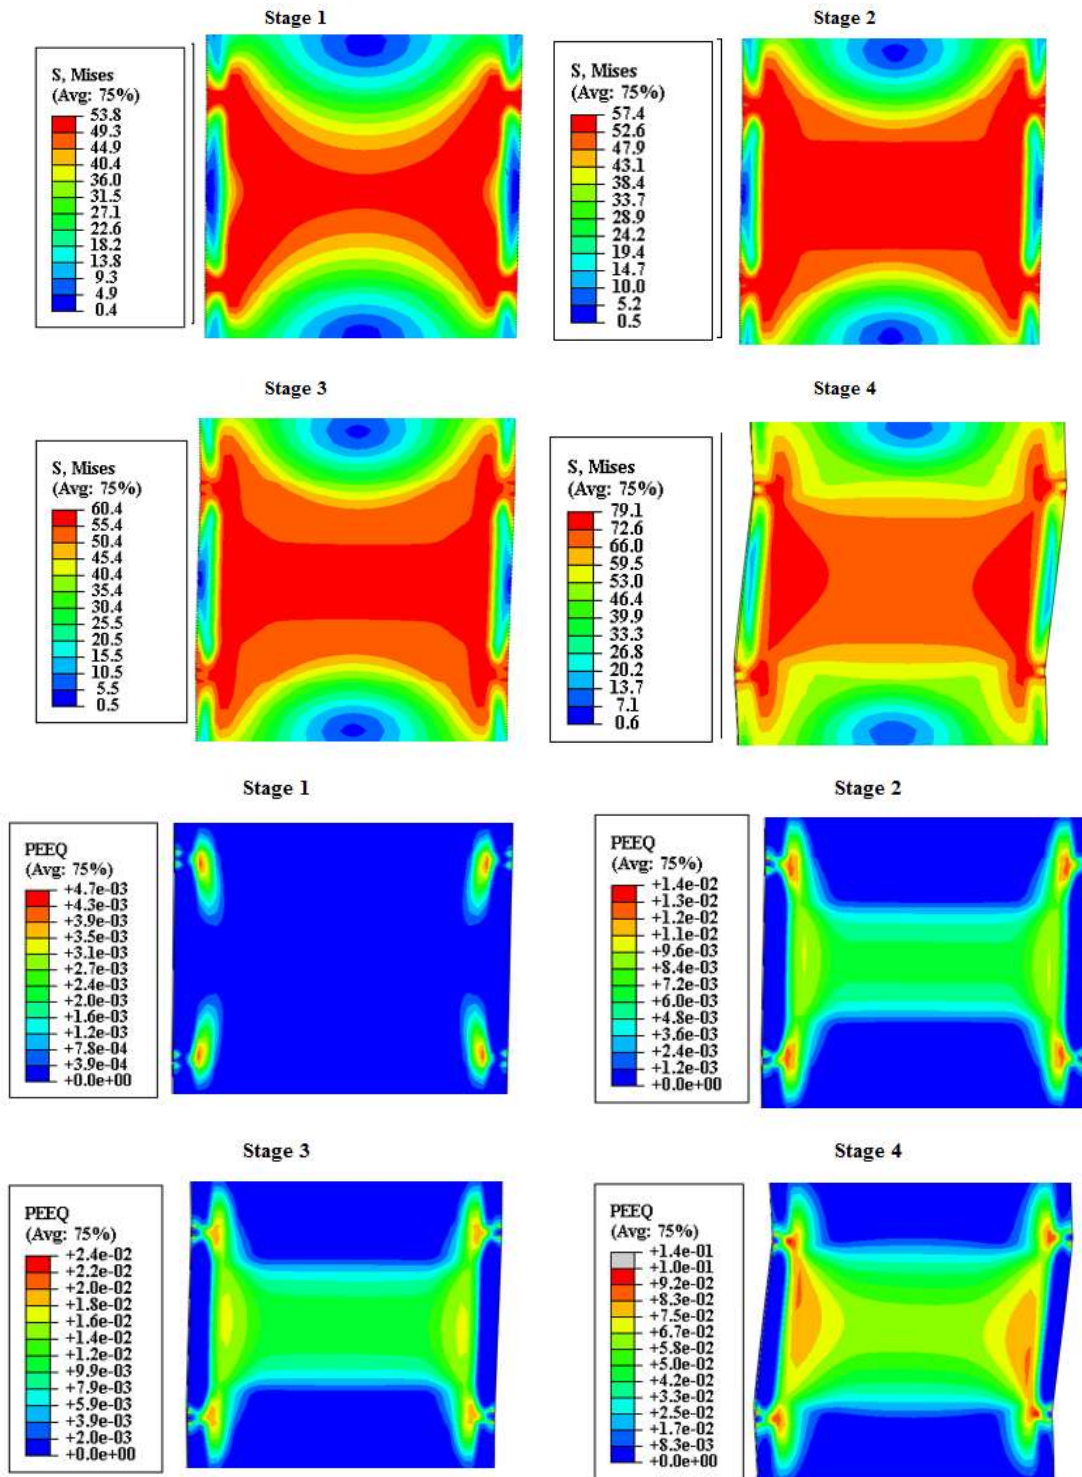 Stage 1
S, Mises
(Avg: 75%)
53.8
49.3
44.9
40.4
36.0
31.5
27.1
22.6
18.2
13.8
9.3
4.9
0.4
Stage 2
S, Mises
(Avg: 75%)
57.4
52.6
47.9
43.1
38.4
33.7
28.9
24.2
19.4
14.7
10.0
5.2
0.5
Stage 3
S, Mises
(Avg: 75%)
60.4
55.4
50.4
45.4
40.4
35.4
30.4
25.5
20.5
15.5
10.5
5.5
0.5
Stage 4
S, Mises
(Avg: 75%)
79.1
72.6
66.0
59.5
53.0
46.4
39.9
33.3
26.8
20.2
13.7
7.1
0.6
Stage 1
PEEQ
(Avg: 75%)
+4.7e-03
+4.3e-03
+3.9e-03
+3.5e-03
+3.1e-03
+2.7e-03
+2.4e-03
+2.0e-03
+1.6e-03
+1.2e-03
+7.8e-04
+3.9e-04
+0.0e+00
Stage 2
PEEQ
(Avg: 75%)
+1.4e-02
+1.3e-02
+1.2e-02
+1.1e-02
+9.6e-03
+8.4e-03
+7.2e-03
+6.0e-03
+4.8e-03
+3.6e-03
+2.4e-03
+1.2e-03
+0.0e+00
Stage 3
PEEQ
(Avg: 75%)
+2.4e-02
+2.2e-02
+2.0e-02
+1.8e-02
+1.6e-02
+1.4e-02
+1.2e-02
+9.9e-03
+7.9e-03
+5.9e-03
+3.9e-03
+2.0e-03
+0.0e+00
Stage 4
PEEQ
(Avg: 75%)
+1.4e-01
+1.0e-01
+9.2e-02
+8.3e-02
+7.5e-02
+6.7e-02
+5.8e-02
+5.0e-02
+4.2e-02
+3.3e-02
+2.5e-02
+1.7e-02
+8.3e-03
+0.0e+00